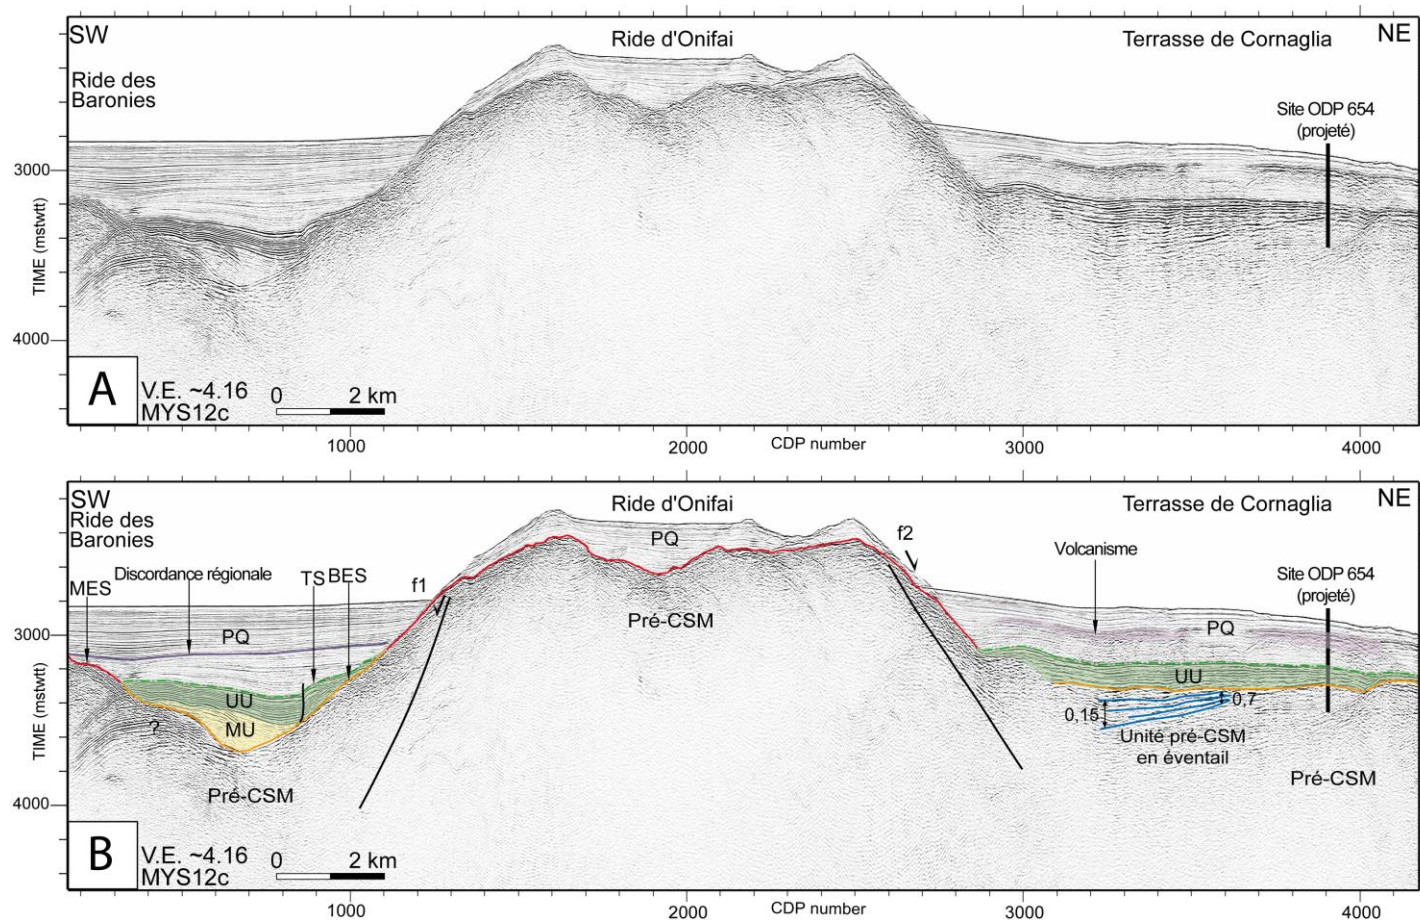 SW
Ride d'Onifai
Terrasse de Cornaglia
NE
Ride des
Baronies
Site ODP 654
(projeté)
3000
TIME (mstwtt)
4000
A
V.E. ~4.16
MYS12c
0
2 km
1000
2000
CDP number
3000
4000
SW
Ride d'Onifai
Terrasse de Cornaglia
NE
Ride des
Baronies
PQ
f2
Volcanisme
MES
Discordance régionale
TS
BES
f1
Site ODP 654
(projeté)
3000
PQ
Pré-CSM
PQ
UU
UU
MU
?
0,15
0,7
Unité pré-CSM
en éventail
Pré-CSM
Pré-CSM
TIME (mstwtt)
4000
B
V.E. ~4.16
MYS12c
0
2 km
1000
2000
CDP number
3000
4000